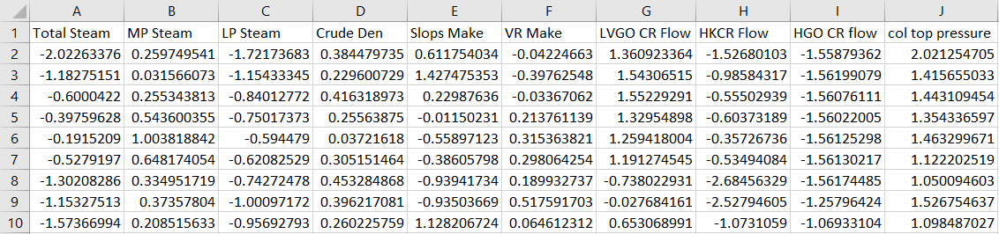 A B C D E F G H I J
1 Total Steam MP Steam LP Steam Crude Den Slops Make VR Make LVGO CR Flow HKCR Flow HGO CR flow col top pressure
2 -2.02263376 0.259749541 -1.72173683 0.384479735 0.611754034 -0.04224663 1.360923364 -1.52680103 -1.55879362 2.021254705
3 -1.18275151 0.031566073 -1.15433345 0.229600729 1.427475353 -0.39762548 1.54306515 -0.98584317 -1.56199079 1.415655033
4 -0.6000422 0.255343813 -0.84012772 0.416318973 0.22987636 -0.03367062 1.55229291 -0.55502939 -1.56076111 1.443109454
5 -0.39759628 0.543600355 -0.75017373 0.25563875 -0.01150231 0.213761139 1.32954898 -0.60373189 -1.56022005 1.354336597
6 -0.1915209 1.003818842 -0.594479 0.03721618 -0.55897123 0.315363821 1.259418004 -0.35726736 -1.56125298 1.463299671
7 -0.5279197 0.648174054 -0.62082529 0.305151464 -0.38605798 0.298064254 1.191274545 -0.53494084 -1.56130217 1.122202519
8 -1.30208286 0.334951719 -0.74272478 0.453284868 -0.93941734 0.189932737 -0.738022931 -2.68456329 -1.56174485 1.050094603
9 -1.15327513 0.37357804 -1.00097172 0.396217081 -0.93503669 0.517591703 -0.027684161 -2.52794605 -1.25796424 1.526754637
10 -1.57366994 0.208515633 -0.95692793 0.260225759 1.128206724 0.064612312 0.653068991 -1.0731059 -1.06933104 1.098487027